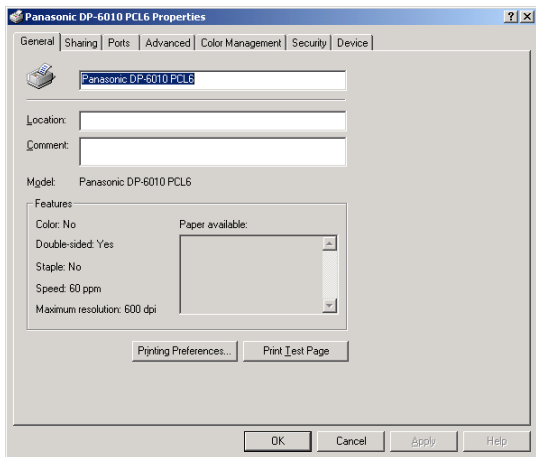 Panasonic DP-6010 PCL6 Properties
General Sharing Ports Advanced Color Management Security Device
Panasonic DP-6010 PCL6
Location:
Comment:
Model: Panasonic DP-6010 PCL6
Features
Color: No Paper available:
Double-sided: Yes
Staple: No
Speed: 60 ppm
Maximum resolution: 600 dpi
Printing Preferences... Print Test Page
OK Cancel Apply Help